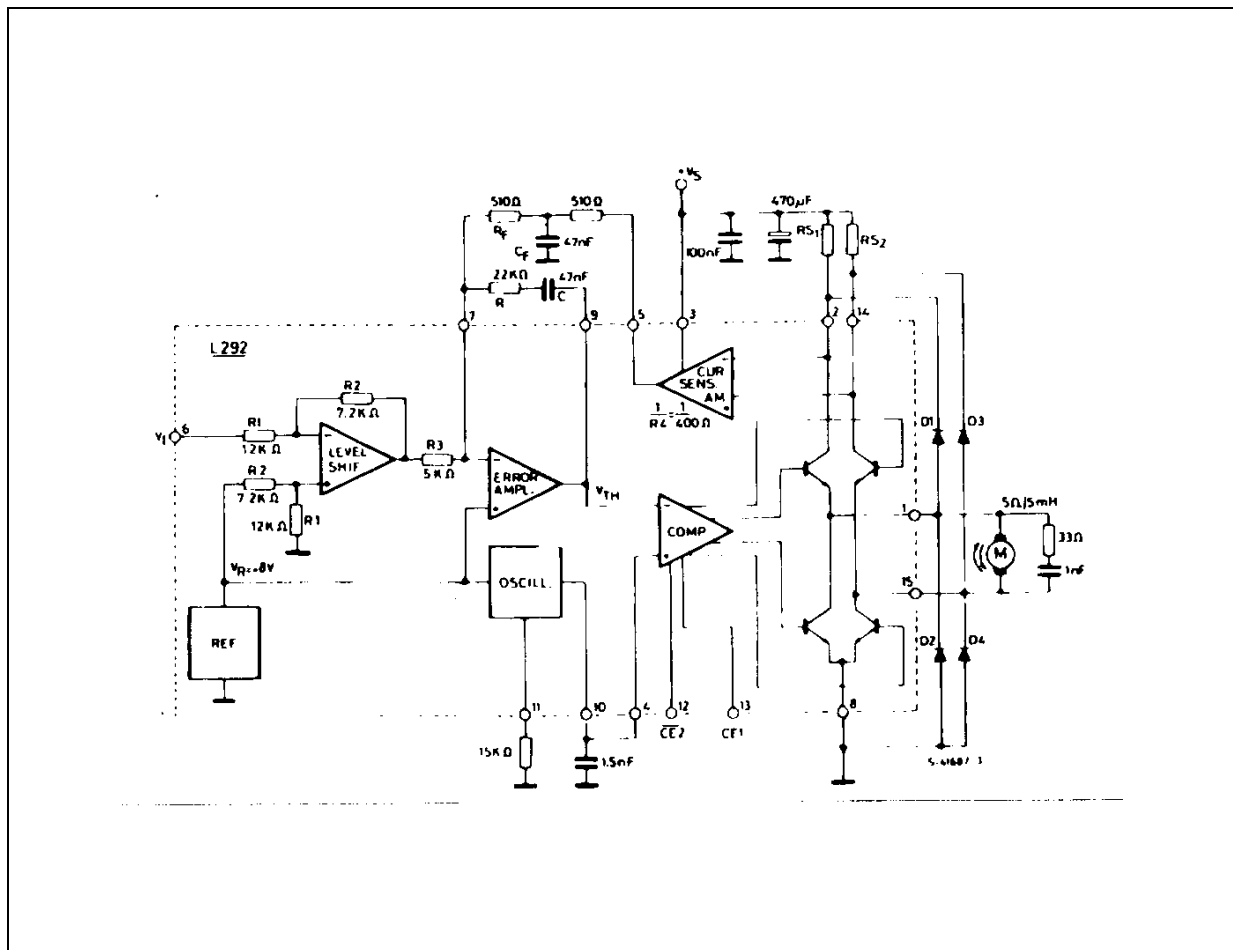 +VS
510Ω
510Ω
470µF
RF
47nF
CF
100nF
RS1
RS2
22KΩ
47nF
R
C
7
9
5
3
2
14
L292
CUR
SENS.
AM.
1/R4 = 1/400Ω
R2
7.2KΩ
VI
6
R1
12KΩ
LEVEL
SHIF
R3
5KΩ
D1
D3
R2
7.2KΩ
ERROR
AMPL.
VTH
12KΩ
R1
COMP
1
5Ω/5mH
33Ω
M
1nF
OSCILL.
15
REF
D2
D4
11
10
4
12
13
8
CE2
CE1
15KΩ
1.5nF